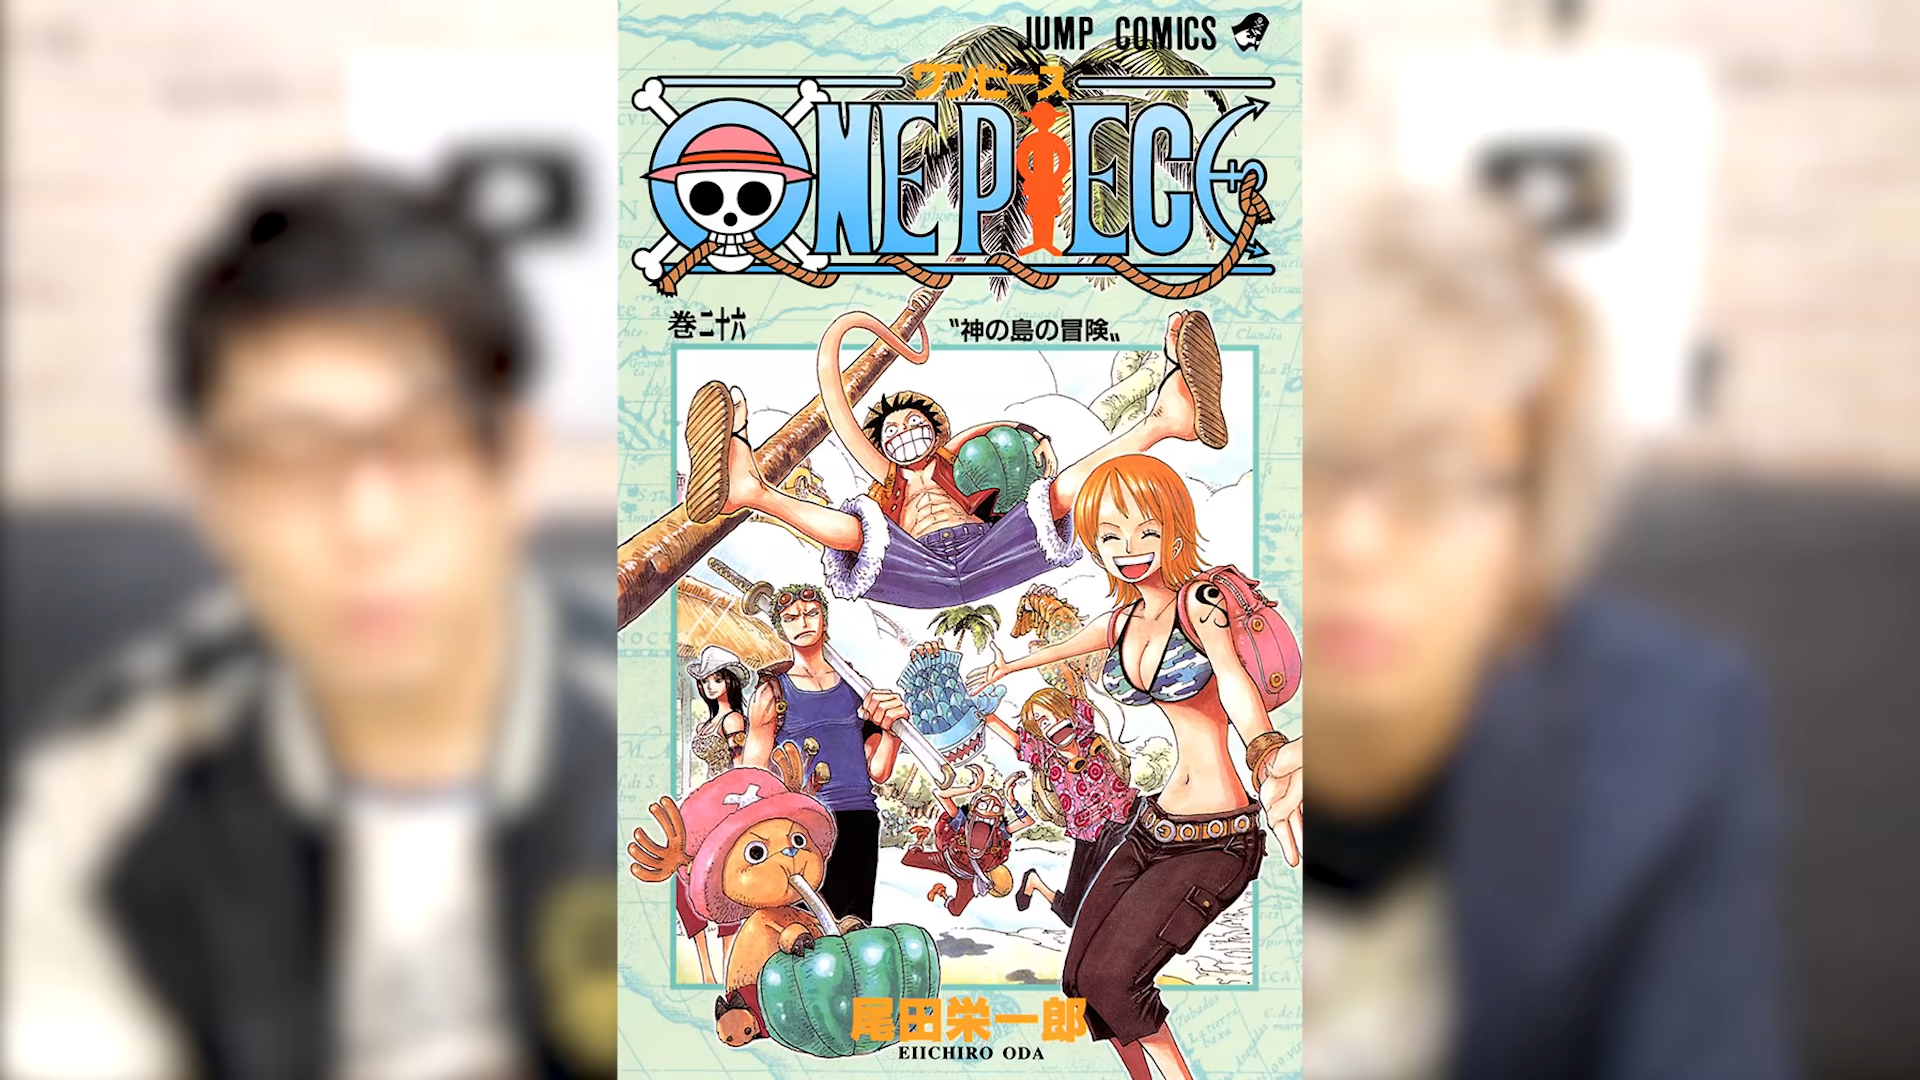 JUMP COMICS
ワンピース
ONE PIECE
巻二十六
〝神の島の冒険〟
尾田栄一郎
EIICHIRO ODA